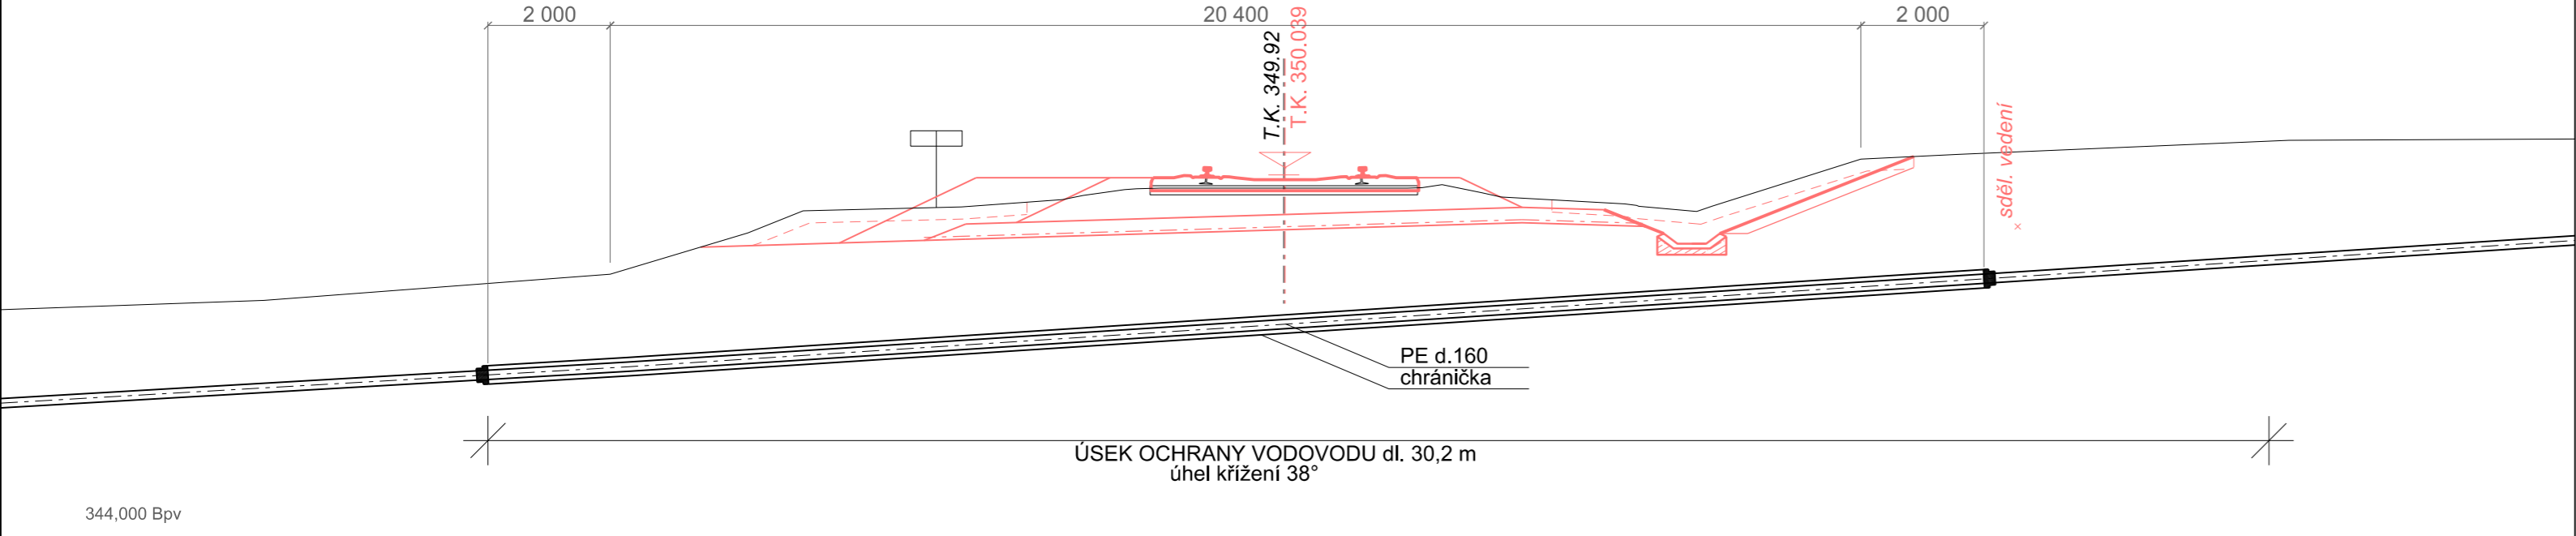 2 000
20 400
2 000
T.K. 349.92
T.K. 350.039
sděl. vedení
PE d.160
chránička
ÚSEK OCHRANY VODOVODU dl. 30,2 m
úhel křížení 38°
344,000 Bpv